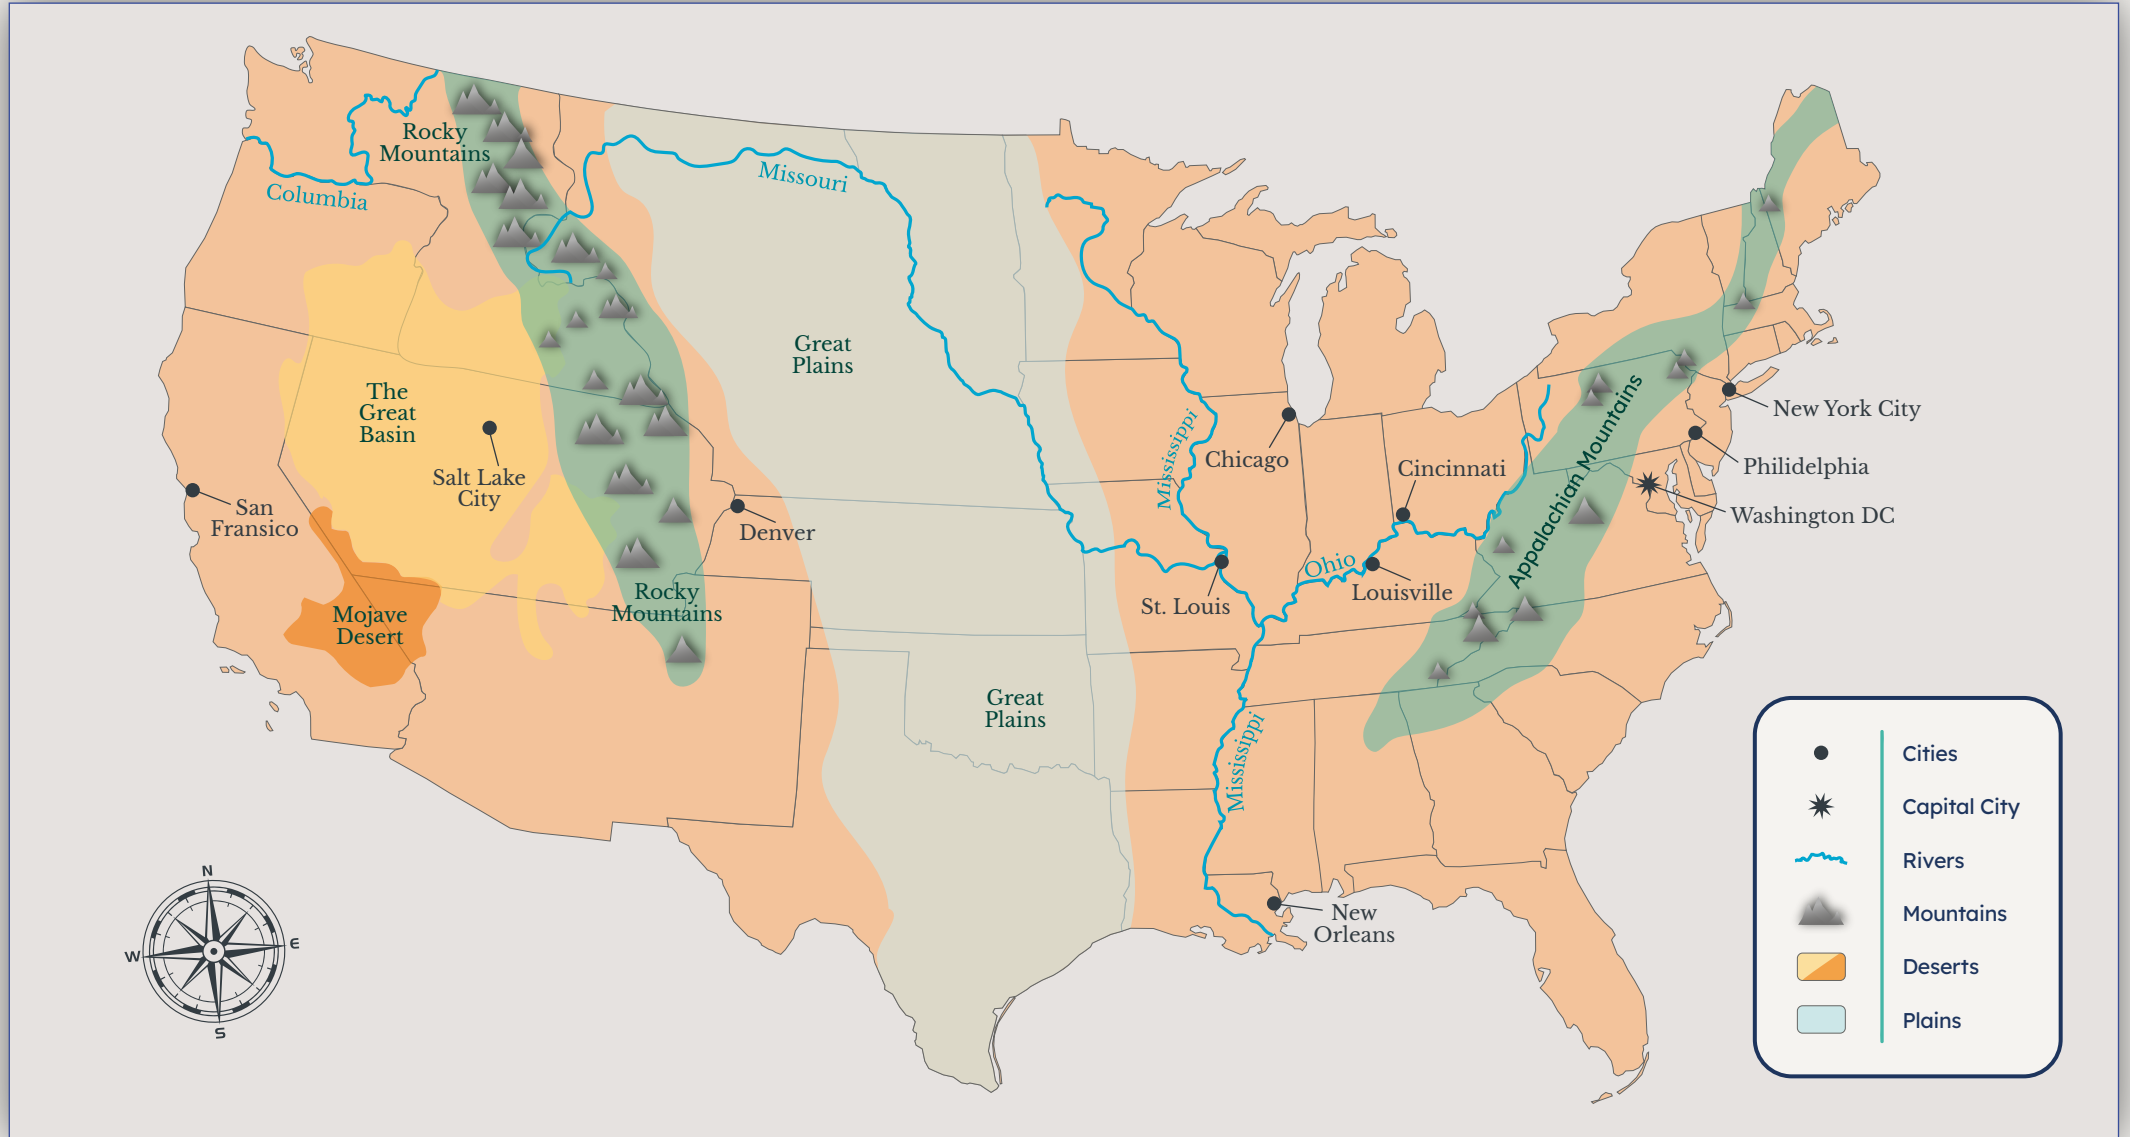 Rocky
Mountains
Columbia
Missouri
Great
Plains
The
Great
Basin
Salt Lake
City
San
Fransico
Denver
Mojave
Desert
Rocky
Mountains
Great
Plains
Mississippi
Chicago
Cincinnati
Ohio
Louisville
St. Louis
Mississippi
New
Orleans
Appalachian Mountains
New York City
Philidelphia
Washington DC
N
W
E
S
Cities
Capital City
Rivers
Mountains
Deserts
Plains